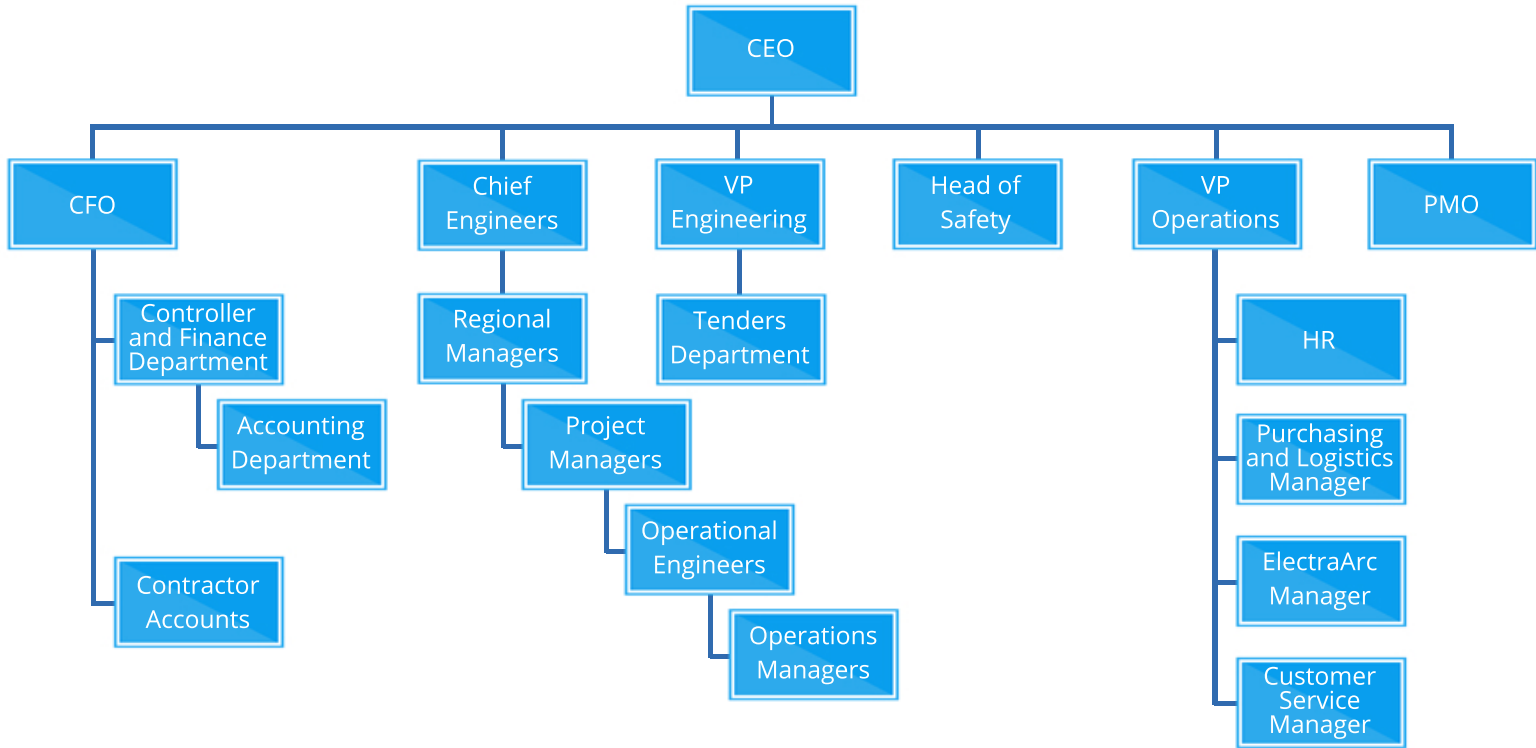 CEO
CFO
Chief
Engineers
VP
Engineering
Head of
Safety
VP
Operations
PMO
Controller
and Finance
Department
Accounting
Department
Contractor
Accounts
Regional
Managers
Project
Managers
Operational
Engineers
Operations
Managers
Tenders
Department
HR
Purchasing
and Logistics
Manager
ElectraArc
Manager
Customer
Service
Manager